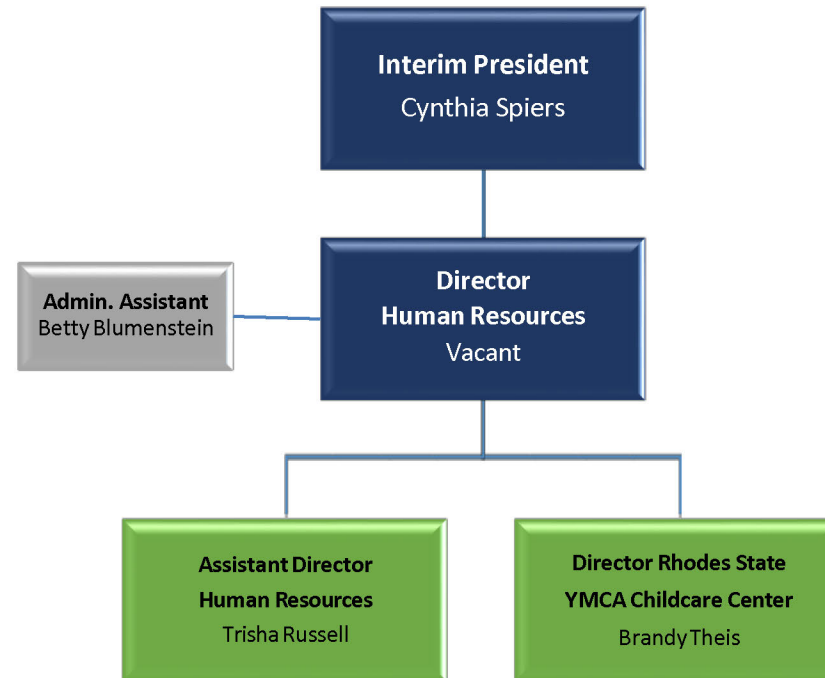 Interim President
Cynthia Spiers
Director
Human Resources
Vacant
Admin. Assistant
Betty Blumenstein
Assistant Director
Human Resources
Trisha Russell
Director Rhodes State
YMCA Childcare Center
Brandy Theis